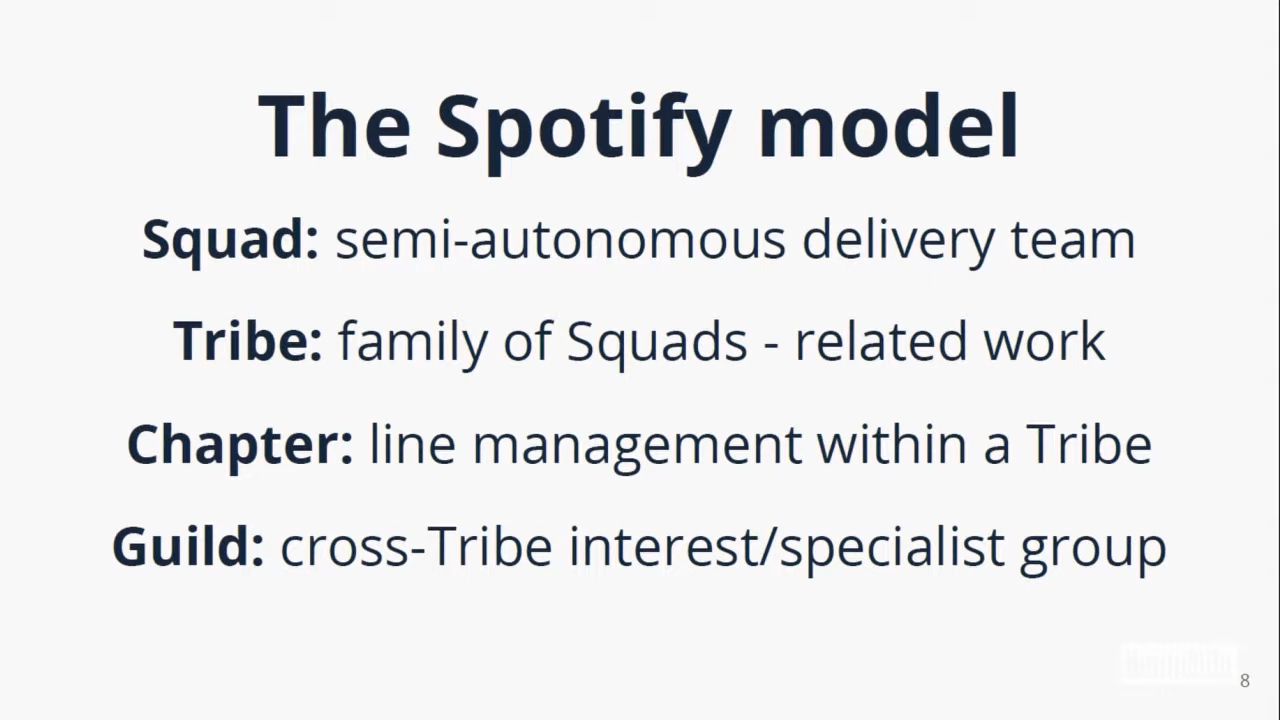 The Spotify model
Squad: semi-autonomous delivery team
Tribe: family of Squads - related work
Chapter: line management within a Tribe
Guild: cross-Tribe interest/specialist group
8